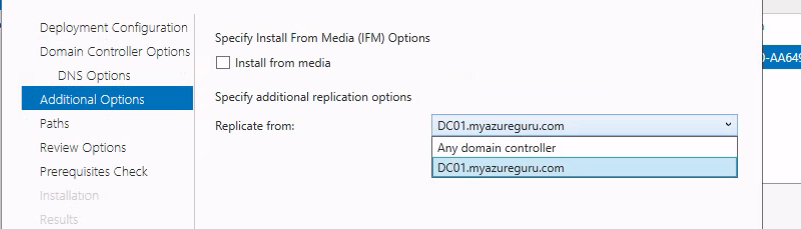 Deployment Configuration
Domain Controller Options
DNS Options
Additional Options
Paths
Review Options
Prerequisites Check
Installation
Results
Specify Install From Media (IFM) Options
Install from media
Specify additional replication options
Replicate from:
DC01.myazureguru.com
Any domain controller
DC01.myazureguru.com